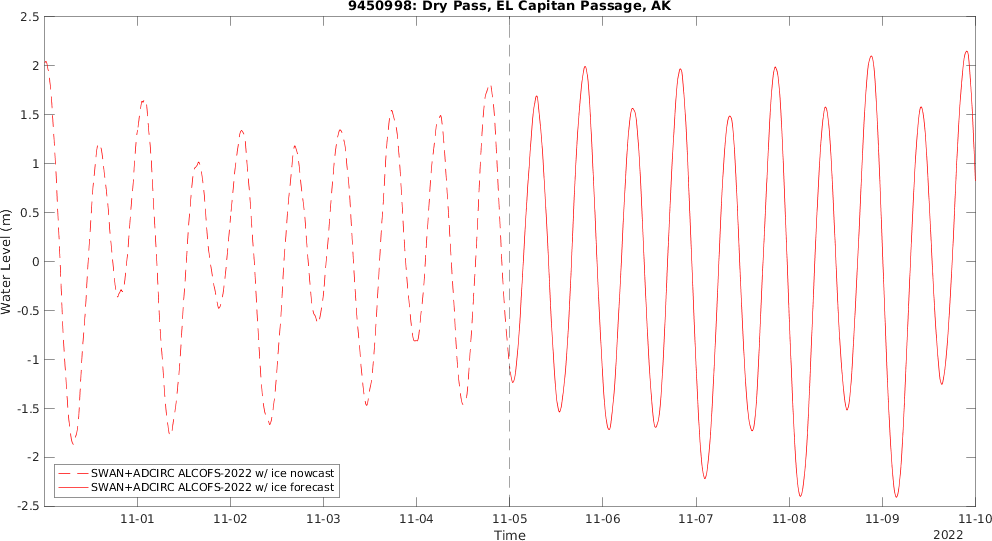 9450998: Dry Pass, EL Capitan Passage, AK
2.5
2
1.5
1
0.5
0
-0.5
-1
-1.5
-2
-2.5
Water Level (m)
SWAN+ADCIRC ALCOFS-2022 w/ ice nowcast
SWAN+ADCIRC ALCOFS-2022 w/ ice forecast
11-01 11-02 11-03 11-04 11-05 11-06 11-07 11-08 11-09 11-10
Time
2022